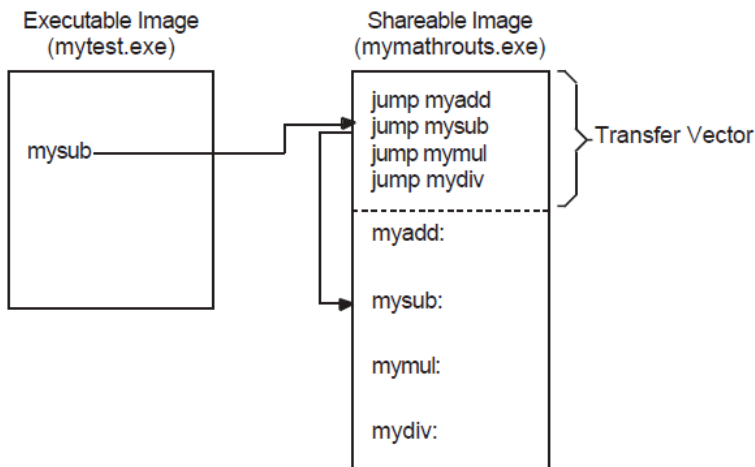 Executable Image
(mytest.exe)
mysub
Shareable Image
(mymathrouts.exe)
jump myadd
jump mysub
jump mymul
jump mydiv
Transfer Vector
myadd:
mysub:
mymul:
mydiv: